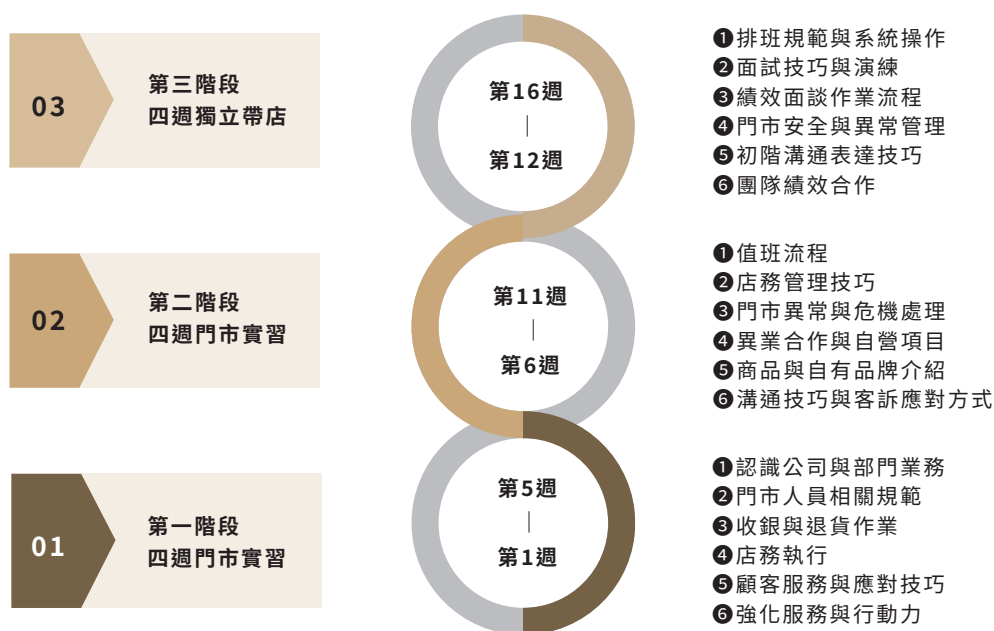 03
第三階段
四週獨立帶店
第16週
|
第12週
❶排班規範與系統操作
❷面試技巧與演練
❸績效面談作業流程
❹門市安全與異常管理
❺初階溝通表達技巧
❻團隊績效合作
02
第二階段
四週門市實習
第11週
|
第6週
❶值班流程
❷店務管理技巧
❸門市異常與危機處理
❹異業合作與自營項目
❺商品與自有品牌介紹
❻溝通技巧與客訴應對方式
01
第一階段
四週門市實習
第5週
|
第1週
❶認識公司與部門業務
❷門市人員相關規範
❸收銀與退貨作業
❹店務執行
❺顧客服務與應對技巧
❻強化服務與行動力